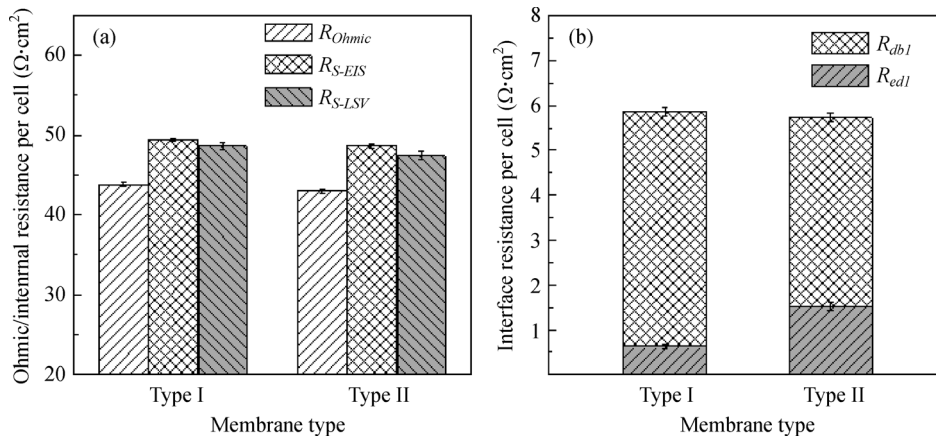 (a)
R_Ohmic
R_S-EIS
R_S-LSV
60
50
40
30
20
Ohmic/intenrnal resistance per cell (Ω·cm²)
Type I
Type II
Membrane type
(b)
R_dbl
R_edl
8
7
6
5
4
3
2
1
Interface resistance per cell (Ω·cm²)
Type I
Type II
Membrane type